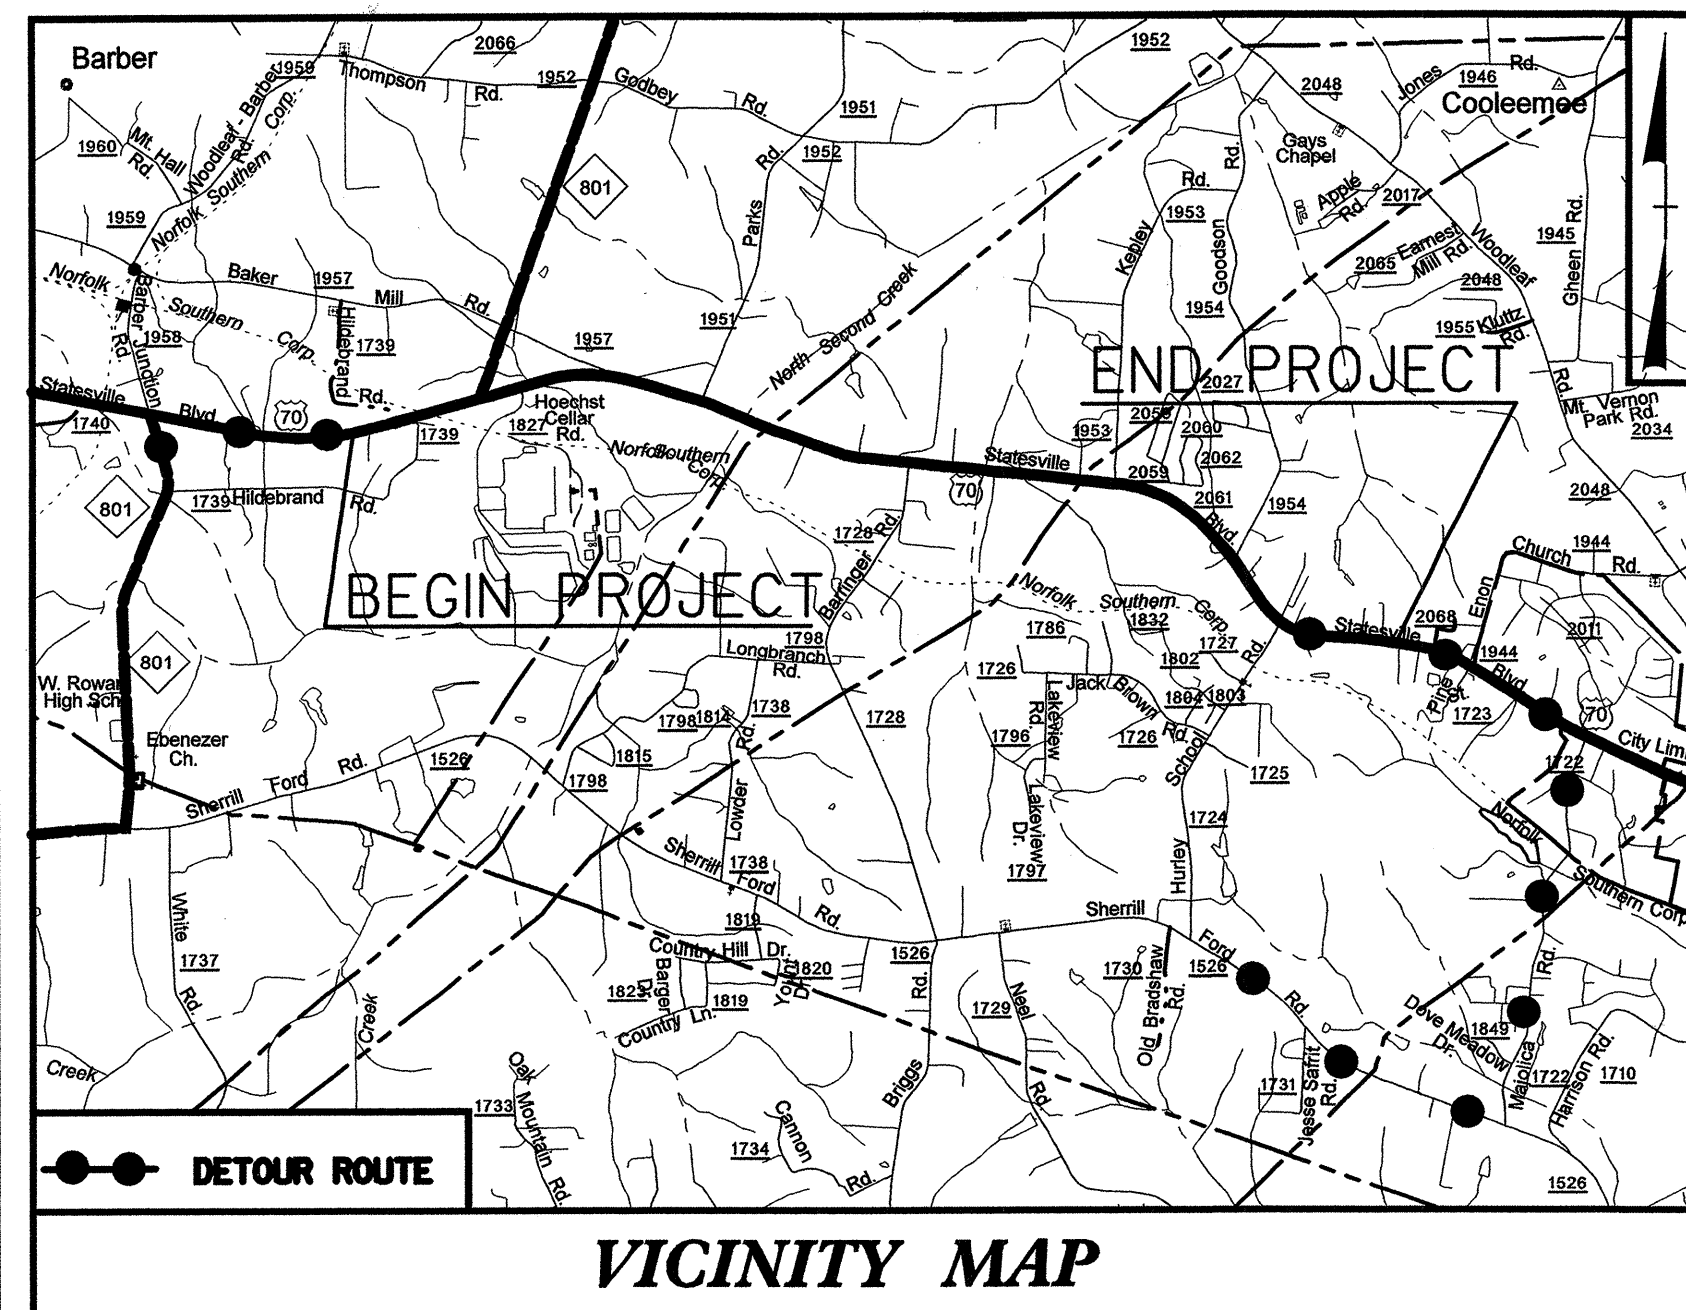 Barber
2066
1952
1959
Thompson
Rd.
1952
Godbey
Rd.
1951
2048
Jones
1946
Rd.
Cooleemee
Woodleaf - Barber
Rd.
Corp.
1960
Mt. Hall
Rd.
Norfolk Southern
1959
801
1952
Rd.
Parks
Gays
Chapel
Rd.
Rd.
1953
Apple
Rd.
2017
Kepley
Goodson
1945
Gheen Rd.
Earnest
Mill Rd.
2065
Woodleaf
2048
Norfolk
Southern
Corp.
Baker
1957
Mill
Rd.
Barber Junction
Rd.
1958
Hildebrand
1739
Rd.
1957
1951
North Second Creek
1954
1955
Kluttz
Rd.
END PROJECT
2027
Rd.
Mt. Vernon
Park Rd.
2034
Statesville
Blvd
70
1740
1739
1827
Hoechst
Cellar
Rd.
Norfolk
Southern
Corp.
1953
2059
2060
2062
2059
2061
Statesville
70
Blvd.
1954
2048
801
1739
Hildebrand
Rd.
1728
Rd.
Barringer
BEGIN PROJECT
Church
1944
Rd.
Enon
Norfolk
Southern
Corp.
1786
1832
1727
Rd.
Statesville
2068
2011
1944
801
1798
Longbranch
Rd.
1726
1802
Jack
Brown
Rd.
1804
1803
Blvd
Pine
St.
1723
70
City Limi
W. Rowan
High Sch
Ebenezer
Ch.
1798
1814
1738
Rd.
1728
Lakeview
Rd.
1796
1726
School
1725
1722
1526
Sherrill
Ford
Rd.
1815
1798
Lowder
Lakeview
Dr.
1797
1724
Hurley
Norfolk
Southern Corp
Sherrill
1738
Ford
Rd.
1819
Sherrill
Ford
1526
Rd.
White
1737
Rd.
Country Hill
Dr.
1820
Barger
Dr.
1823
1819
Country Ln.
1526
Rd.
1729
Neel
Rd.
1730
Old Bradshaw
Rd.
Rd.
Dove Meadow
Dr.
1849
Majolica
1722
Harrison Rd.
1710
Creek
Creek
Oak
Mountain
Rd.
1733
1734
Cannon
Rd.
Briggs
1731
Jesse Safrit
Rd.
1526
DETOUR ROUTE
VICINITY MAP